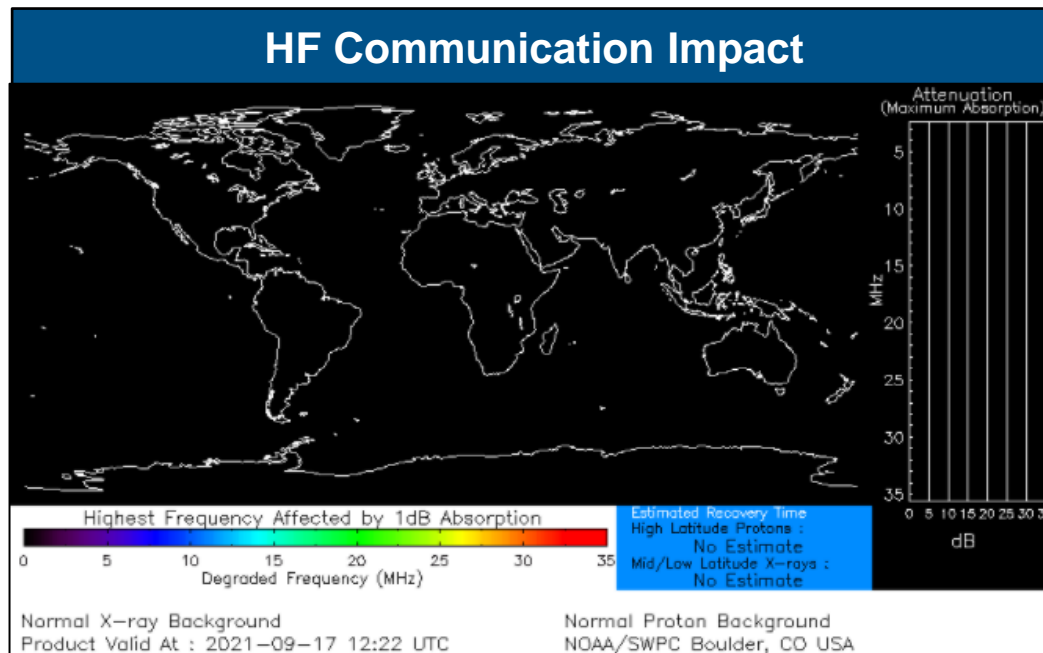 HF Communication Impact
Attenuation
(Maximum Absorption)
5
10
15
20
25
30
35
MHz
0 5 10 15 20 25 30
dB
Highest Frequency Affected by 1dB Absorption
0 5 10 15 20 25 30 35
Degraded Frequency (MHz)
Estimated Recovery Time
High Latitude Protons :
No Estimate
Mid/Low Latitude X-rays :
No Estimate
Normal X-ray Background
Normal Proton Background
Product Valid At : 2021-09-17 12:22 UTC
NOAA/SWPC Boulder, CO USA